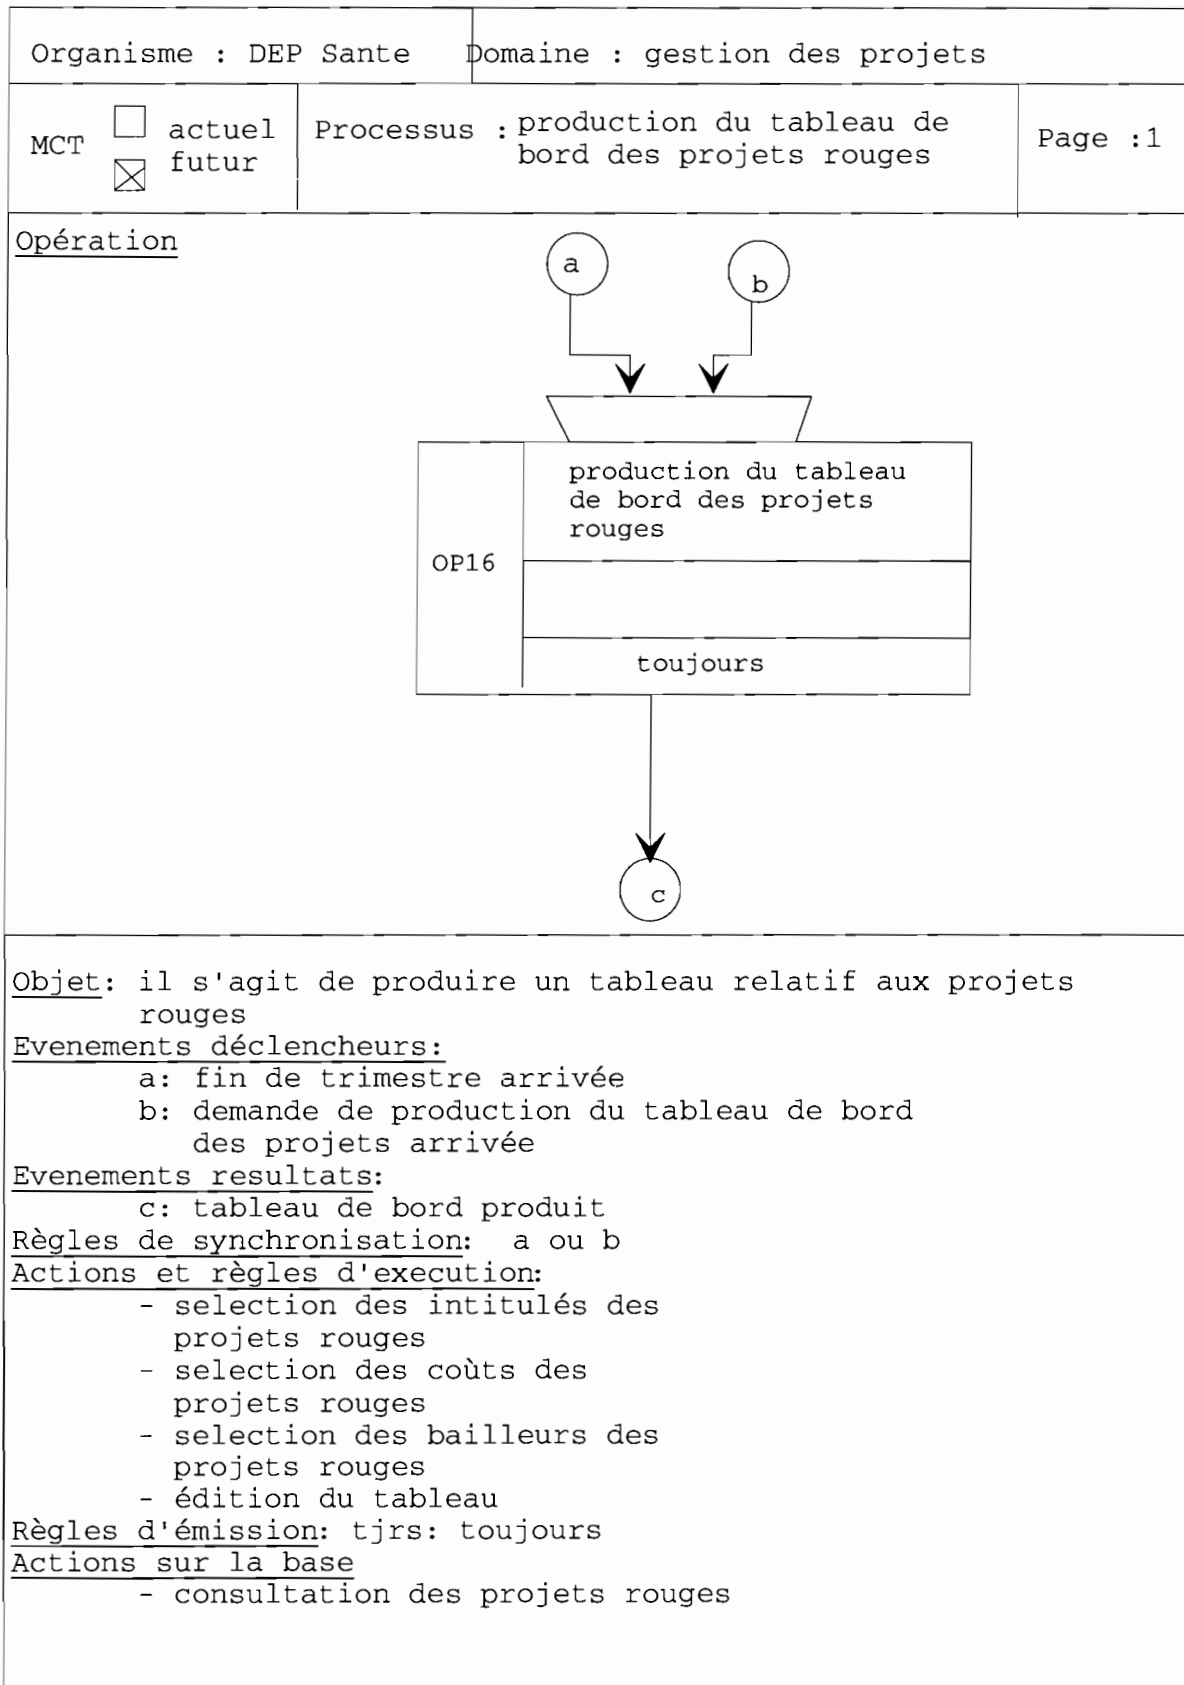 Organisme : DEP Sante Domaine : gestion des projets
MCT actuel
futur
Processus : production du tableau de
bord des projets rouges
Page :1
Opération
a
b
production du tableau
de bord des projets
rouges
OP16
toujours
c
Objet: il s'agit de produire un tableau relatif aux projets
rouges
Evenements déclencheurs:
a: fin de trimestre arrivée
b: demande de production du tableau de bord
des projets arrivée
Evenements resultats:
c: tableau de bord produit
Règles de synchronisation: a ou b
Actions et règles d'execution:
- selection des intitulés des
projets rouges
- selection des coùts des
projets rouges
- selection des bailleurs des
projets rouges
- édition du tableau
Règles d'émission: tjrs: toujours
Actions sur la base
- consultation des projets rouges